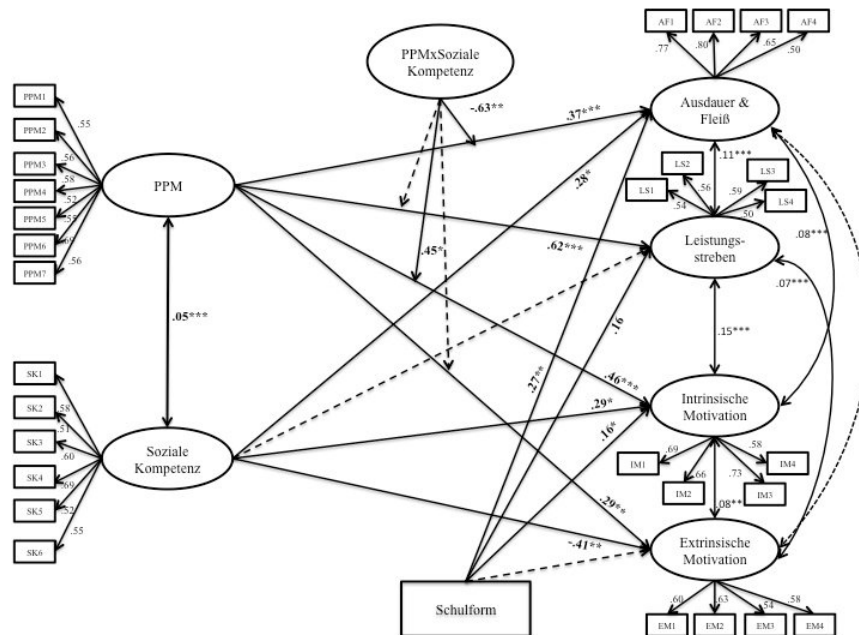 AF1
AF2
AF3
AF4
.77
.80
.65
.50
PPMxSoziale
Kompetenz
Ausdauer &
Fleiß
-.63**
.37***
PPM1
PPM2
PPM3
PPM4
PPM5
PPM6
PPM7
.55
.56
.58
.52
.55
.69
.56
PPM
.28*
.11***
LS1
LS2
LS3
LS4
.54
.56
.59
.50
Leistungs-
streben
.62***
.45*
.08***
.07***
.05***
.16
.15***
.27**
.46***
SK1
SK2
SK3
SK4
SK5
SK6
.58
.51
.60
.69
.52
.55
Soziale
Kompetenz
.29*
.16*
Intrinsische
Motivation
IM1
IM2
IM3
IM4
.69
.66
.73
.58
.08**
.29**
-.41**
Extrinsische
Motivation
Schulform
.60
.63
.54
.58
EM1
EM2
EM3
EM4